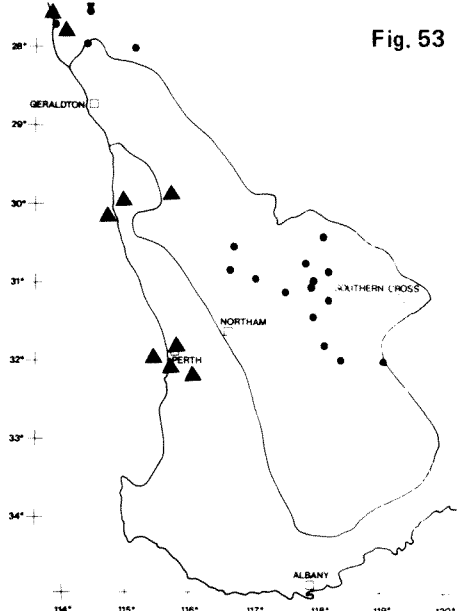 Fig. 53
28°
GERALDTON
29°
30°
31°
SOUTHERN CROSS
NORTHAM
32°
PERTH
33°
34°
ALBANY
114° 115° 116° 117° 118° 119° 120°